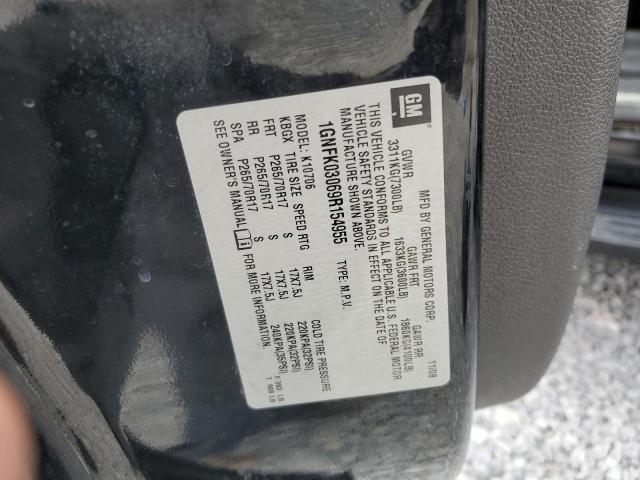 GM
MFD BY GENERAL MOTORS CORP. 11/08
GVWR GAWR FRT GAWR RR
3311KG(7300LB) 1633KG(3600LB) 1860KG(4100LB)
THIS VEHICLE CONFORMS TO ALL APPLICABLE U.S. FEDERAL MOTOR
VEHICLE SAFETY STANDARDS IN EFFECT ON THE DATE OF
MANUFACTURE SHOWN ABOVE.
1GNFK03069R154955 TYPE: M.P.V.
MODEL: K10706
KBGX TIRE SIZE SPEED RTG RIM COLD TIRE PRESSURE
FRT P265/70R17 S 17X7.5J 220KPA(32PSI)
RR P265/70R17 S 17X7.5J 220KPA(32PSI)
SPA P265/70R17 S 17X7.5J 240KPA(35PSI)
SEE OWNER'S MANUAL i FOR MORE INFORMATION.